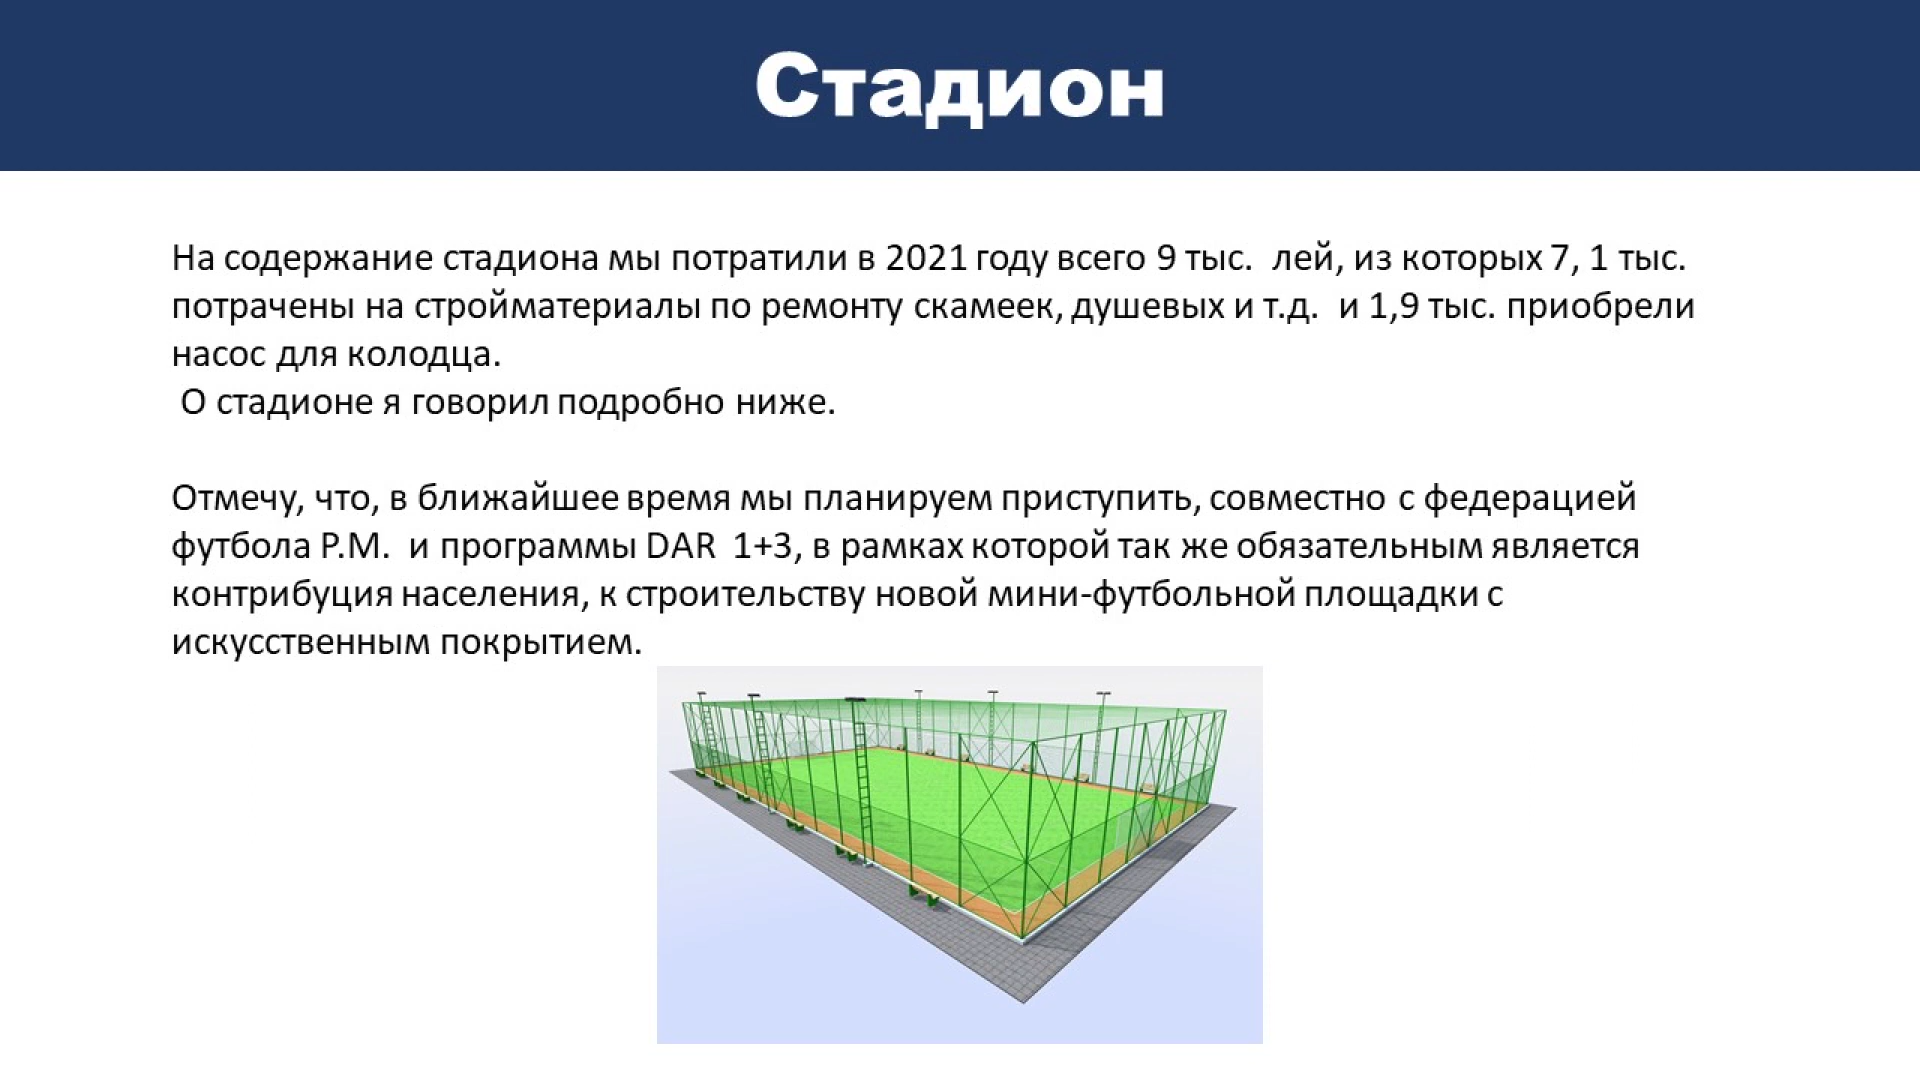 Стадион
На содержание стадиона мы потратили в 2021 году всего 9 тыс.  лей, из которых 7, 1 тыс.
потрачены на стройматериалы по ремонту скамеек, душевых и т.д.  и 1,9 тыс. приобрели
насос для колодца.
О стадионе я говорил подробно ниже.
Отмечу, что, в ближайшее время мы планируем приступить, совместно с федерацией
футбола Р.М.  и программы DAR  1+3, в рамках которой так же обязательным является
контрибуция населения, к строительству новой мини-футбольной площадки с
искусственным покрытием.